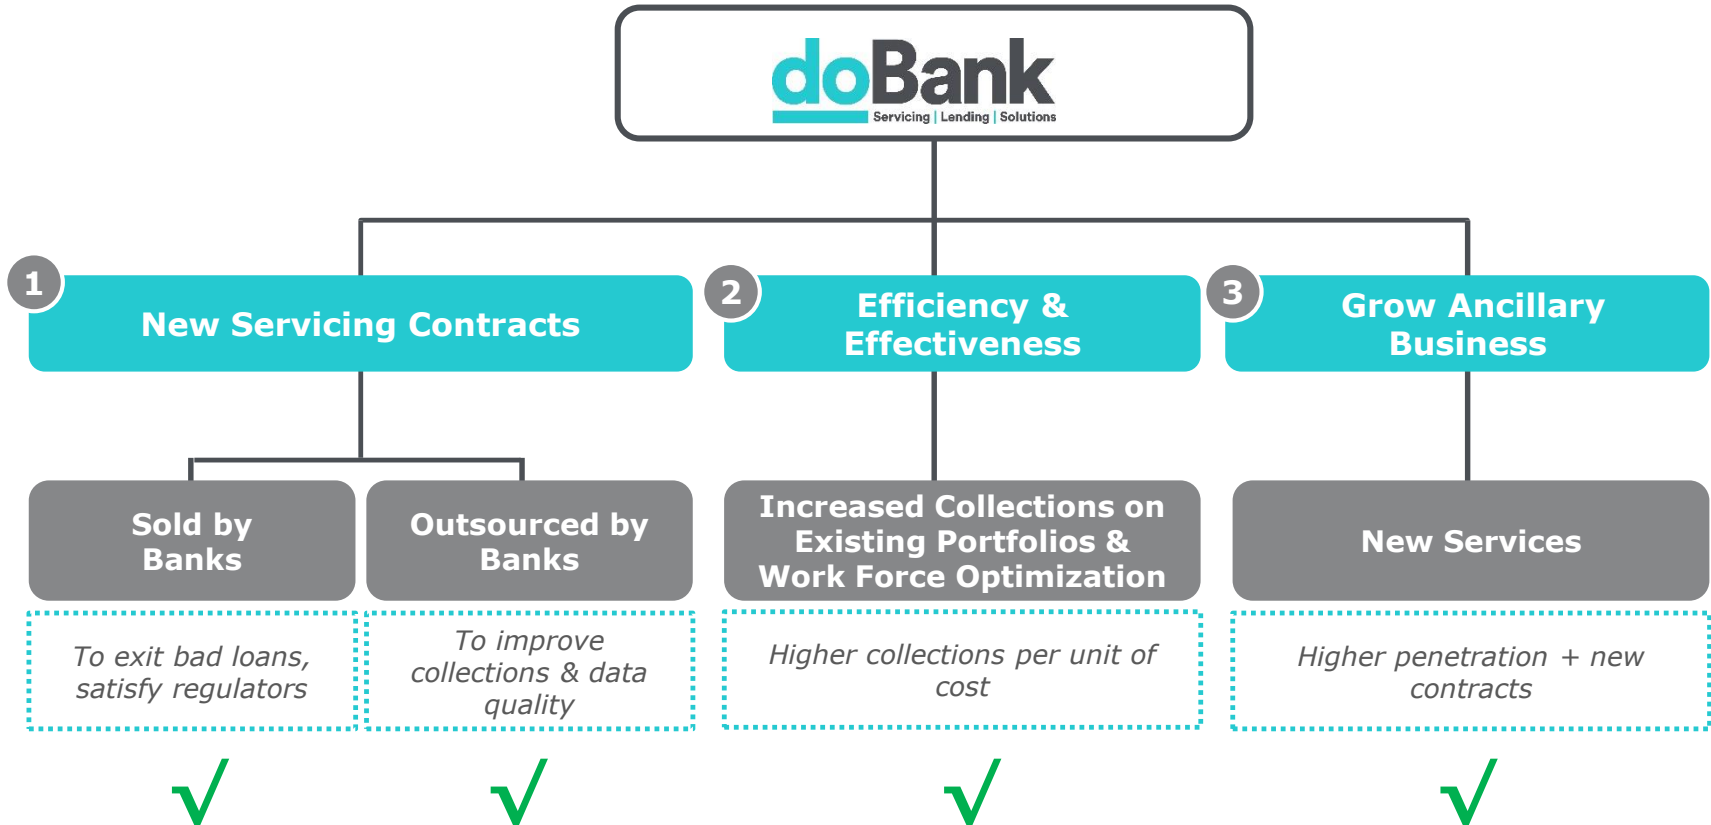 doBank
Servicing | Lending | Solutions
1
New Servicing Contracts
2
Efficiency &
Effectiveness
3
Grow Ancillary
Business
Sold by
Banks
Outsourced by
Banks
Increased Collections on
Existing Portfolios &
Work Force Optimization
New Services
To exit bad loans,
satisfy regulators
To improve
collections & data
quality
Higher collections per unit of
cost
Higher penetration + new
contracts
√ √ √ √